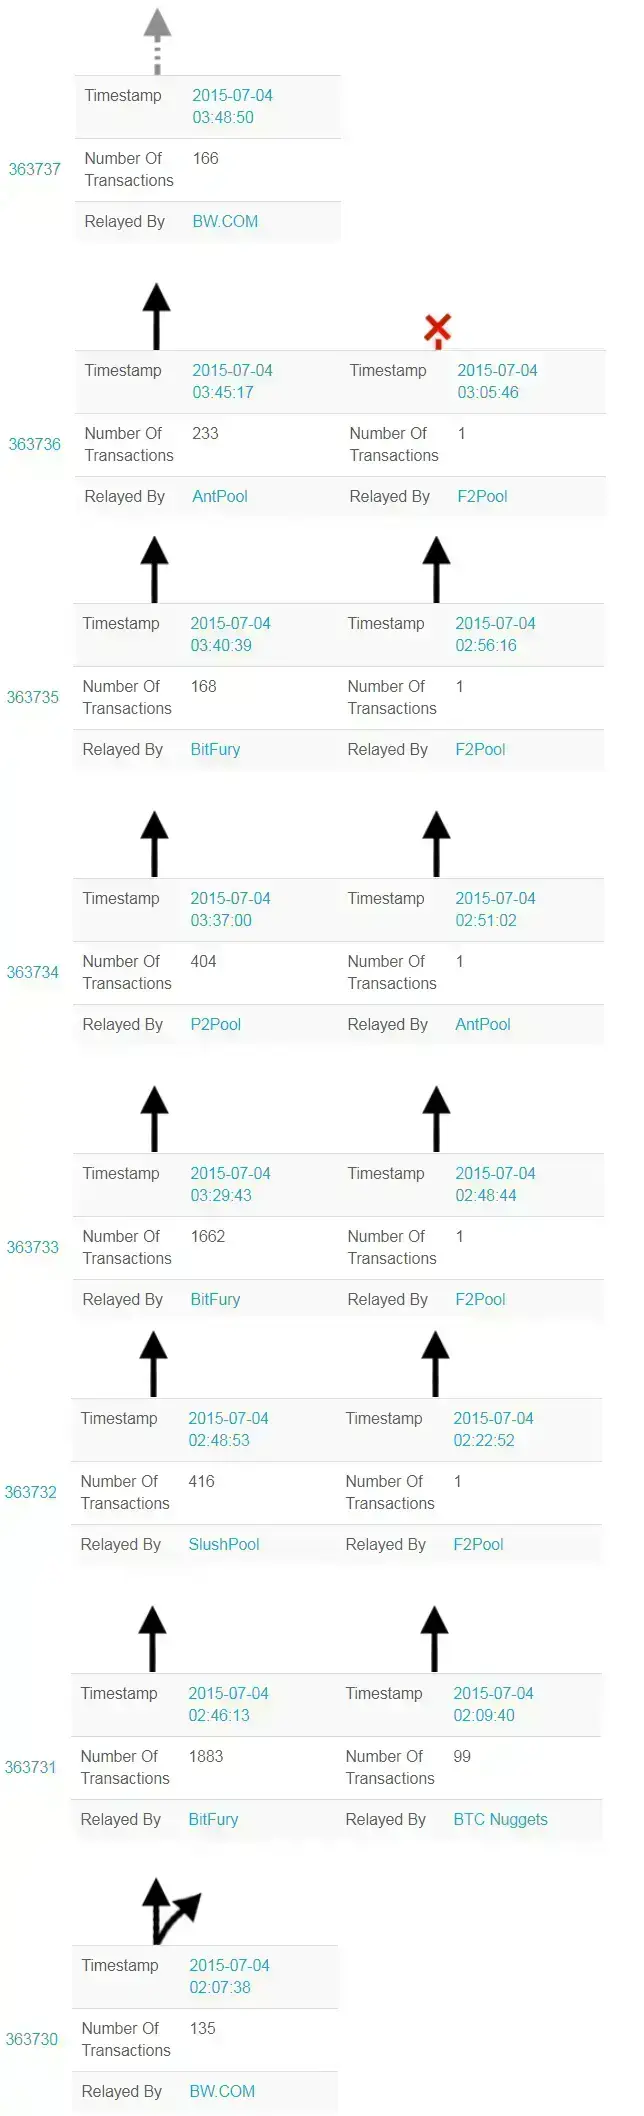 Timestamp 2015-07-04
03:48:50
363737
Number Of 166
Transactions
Relayed By BW.COM
Timestamp 2015-07-04 Timestamp 2015-07-04
03:45:17 03:05:46
363736
Number Of 233 Number Of 1
Transactions Transactions
Relayed By AntPool Relayed By F2Pool
Timestamp 2015-07-04 Timestamp 2015-07-04
03:40:39 02:56:16
363735
Number Of 168 Number Of 1
Transactions Transactions
Relayed By BitFury Relayed By F2Pool
Timestamp 2015-07-04 Timestamp 2015-07-04
03:37:00 02:51:02
363734
Number Of 404 Number Of 1
Transactions Transactions
Relayed By P2Pool Relayed By AntPool
Timestamp 2015-07-04 Timestamp 2015-07-04
03:29:43 02:48:44
363733
Number Of 1662 Number Of 1
Transactions Transactions
Relayed By BitFury Relayed By F2Pool
Timestamp 2015-07-04 Timestamp 2015-07-04
02:48:53 02:22:52
363732
Number Of 416 Number Of 1
Transactions Transactions
Relayed By SlushPool Relayed By F2Pool
Timestamp 2015-07-04 Timestamp 2015-07-04
02:46:13 02:09:40
363731
Number Of 1883 Number Of 99
Transactions Transactions
Relayed By BitFury Relayed By BTC Nuggets
Timestamp 2015-07-04
02:07:38
363730
Number Of 135
Transactions
Relayed By BW.COM